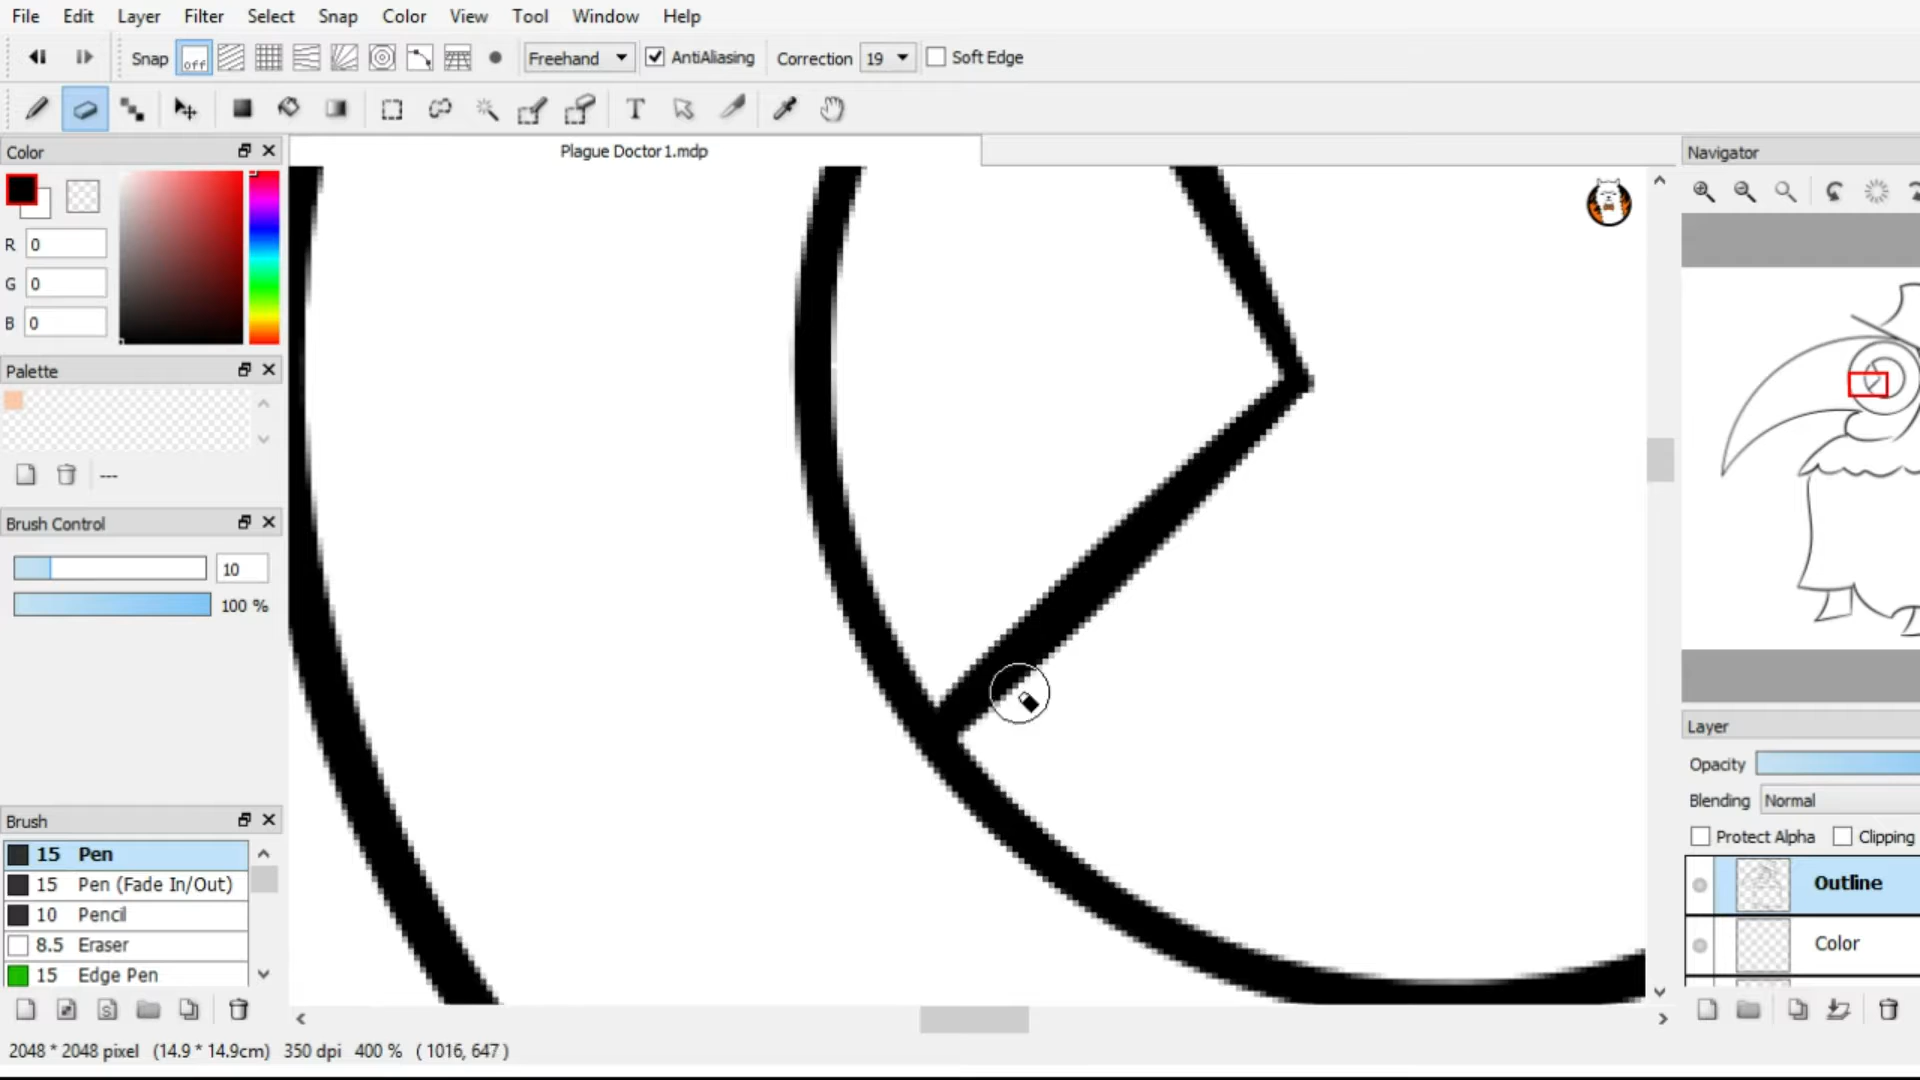 File Edit Layer Filter Select Snap Color View Tool Window Help
Snap off Freehand AntiAliasing Correction 19 Soft Edge
T
Color
Plague Doctor1.mdp
Navigator
R 0
G 0
B 0
Palette
---
Brush Control
10
100 %
Layer
Opacity
Blending Normal
Protect Alpha Clipping
Brush
15 Pen
15 Pen (Fade In/Out)
10 Pencil
8.5 Eraser
15 Edge Pen
Outline
Color
S
2048 * 2048 pixel (14.9 * 14.9cm) 350 dpi 400 % ( 1016, 647 )